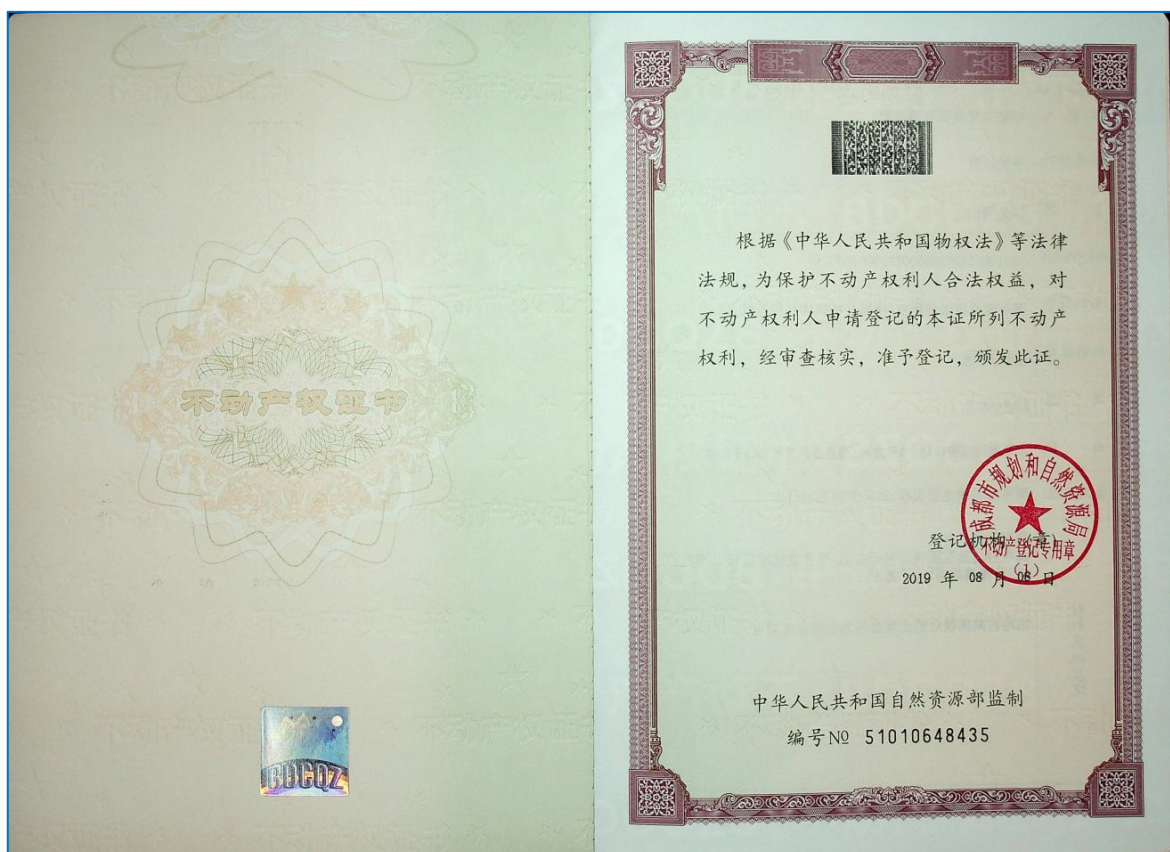 不动产权证书
BDCQZ
根据《中华人民共和国物权法》等法律
法规，为保护不动产权利人合法权益，对
不动产权利人申请登记的本证所列不动产
权利，经审查核实，准予登记，颁发此证。
成都市规划和自然资源局
登记机构（章）
不动产登记专用章
（1）
2019 年 08 月 06 日
中华人民共和国自然资源部监制
编号№ 51010648435